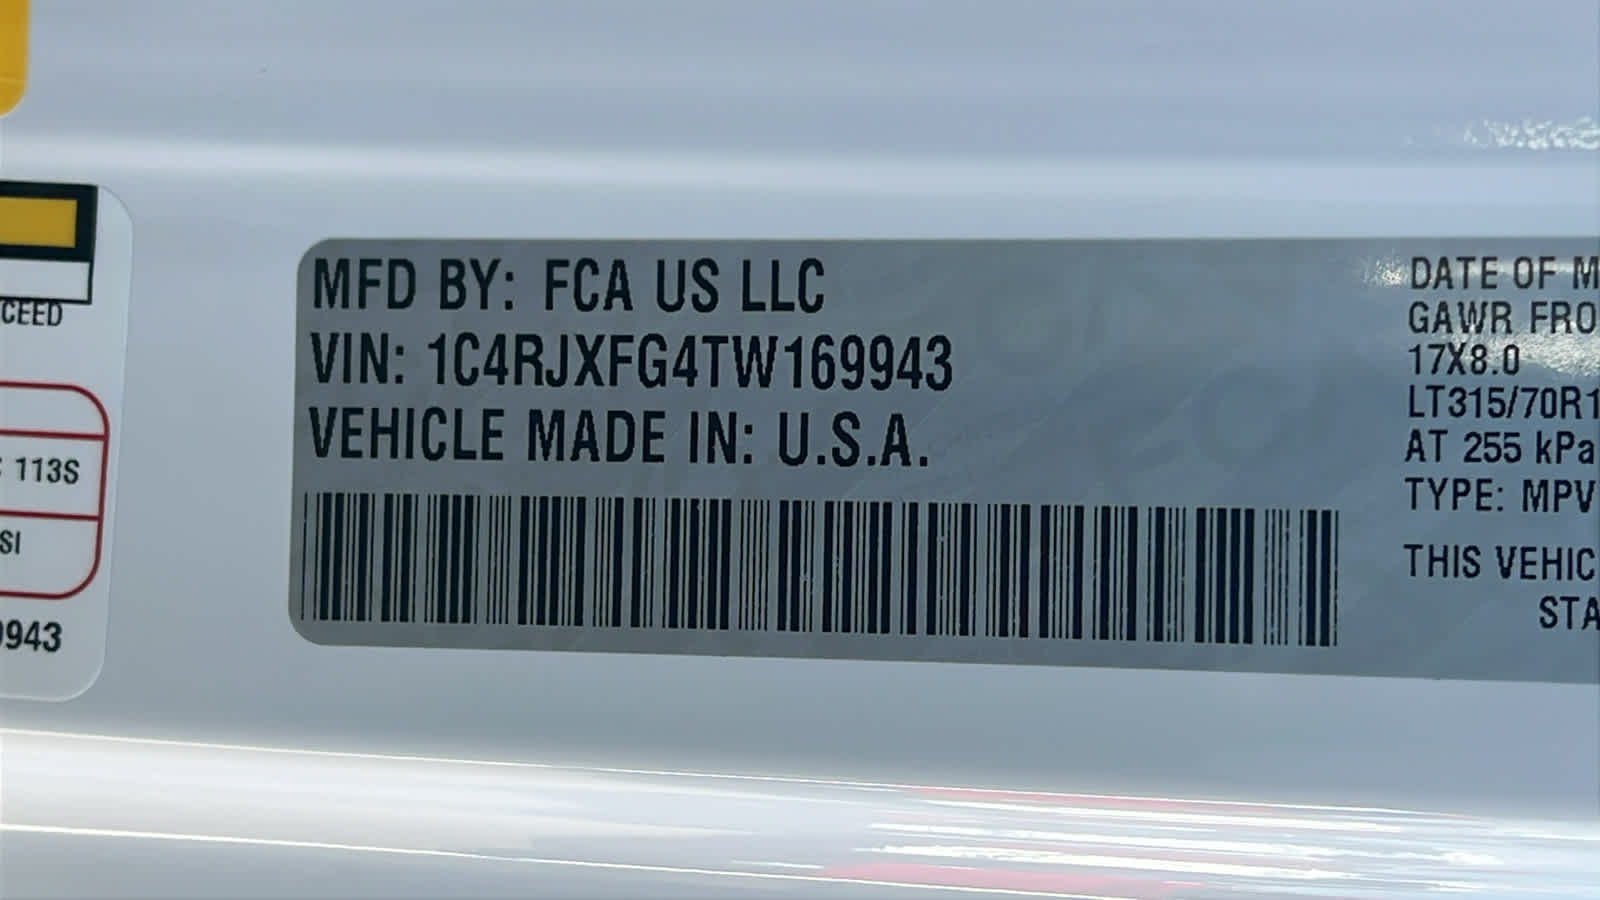 MFD BY: FCA US LLC
VIN: 1C4RJXFG4TW169943
VEHICLE MADE IN: U.S.A.
DATE OF M
GAWR FRO
17X8.0
LT315/70R1
AT 255 kPa
TYPE: MPV
THIS VEHIC
STA
CEED
113S
SI
9943